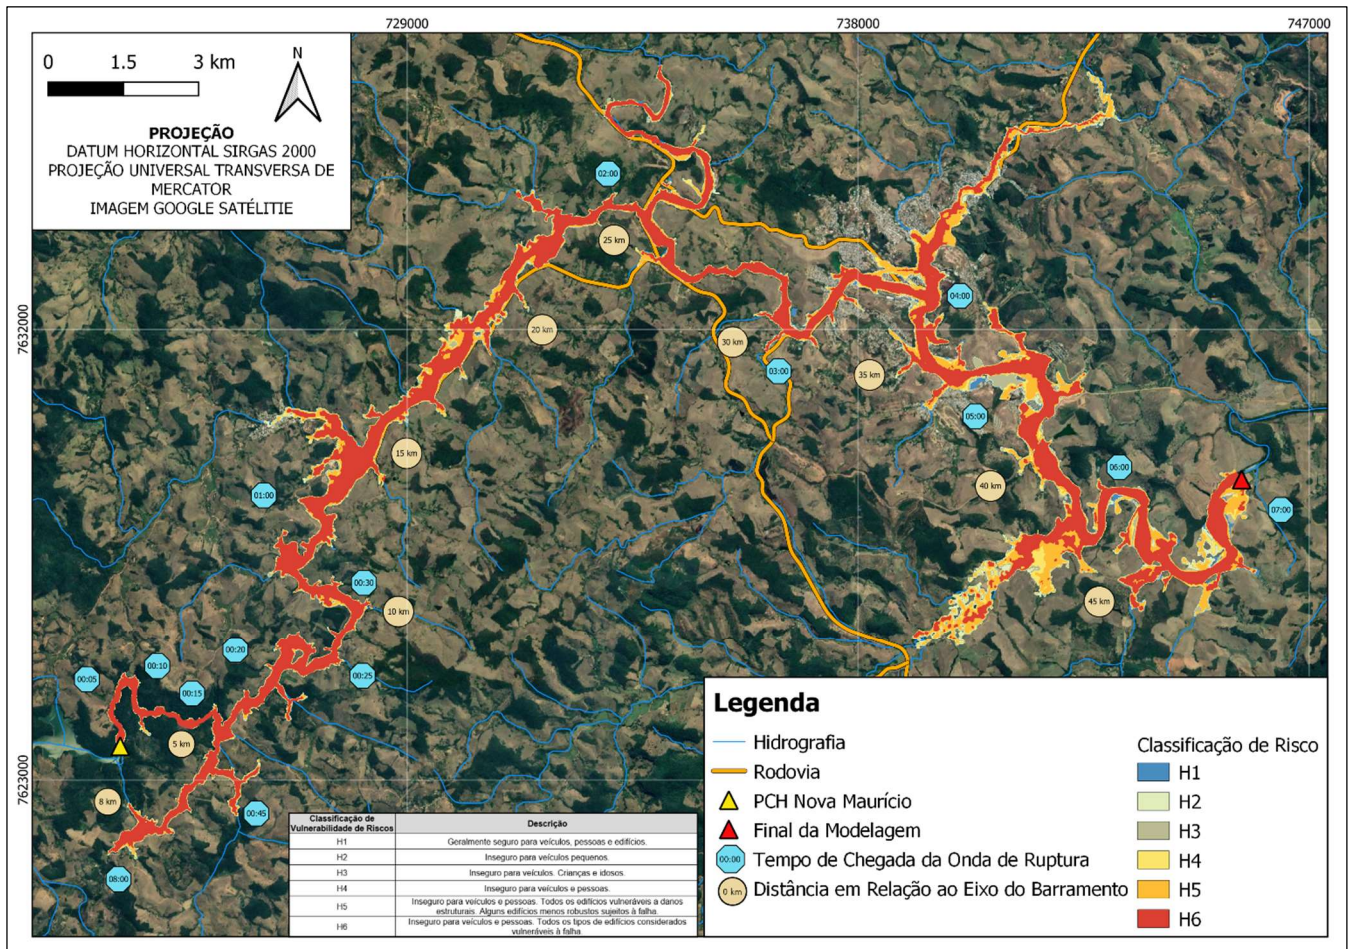 729000
738000
747000
0 1.5 3 km
N
PROJEÇÃO
DATUM HORIZONTAL SIRGAS 2000
PROJEÇÃO UNIVERSAL TRANSVERSA DE
MERCATOR
IMAGEM GOOGLE SATÉLITIE
02:00
25 km
04:00
7632000
20 km
30 km
03:00
35 km
05:00
15 km
06:00
01:00
40 km
07:00
00:30
10 km
45 km
00:20
00:10
00:05
00:25
00:15
5 km
7623000
8 km
00:45
08:00
Classificação de
Vulnerabilidade de Riscos
Descrição
H1 Geralmente seguro para veículos, pessoas e edifícios.
H2 Inseguro para veículos pequenos.
H3 Inseguro para veículos. Crianças e idosos.
H4 Inseguro para veículos e pessoas.
H5 Inseguro para veículos e pessoas. Todos os edifícios vulneráveis a danos
estruturais. Alguns edifícios menos robustos sujeitos à falha.
H6 Inseguro para veículos e pessoas. Todos os tipos de edifícios considerados
vulneráveis à falha
Legenda
Hidrografia
Rodovia
PCH Nova Maurício
Final da Modelagem
00:00 Tempo de Chegada da Onda de Ruptura
0 km Distância em Relação ao Eixo do Barramento
Classificação de Risco
H1
H2
H3
H4
H5
H6